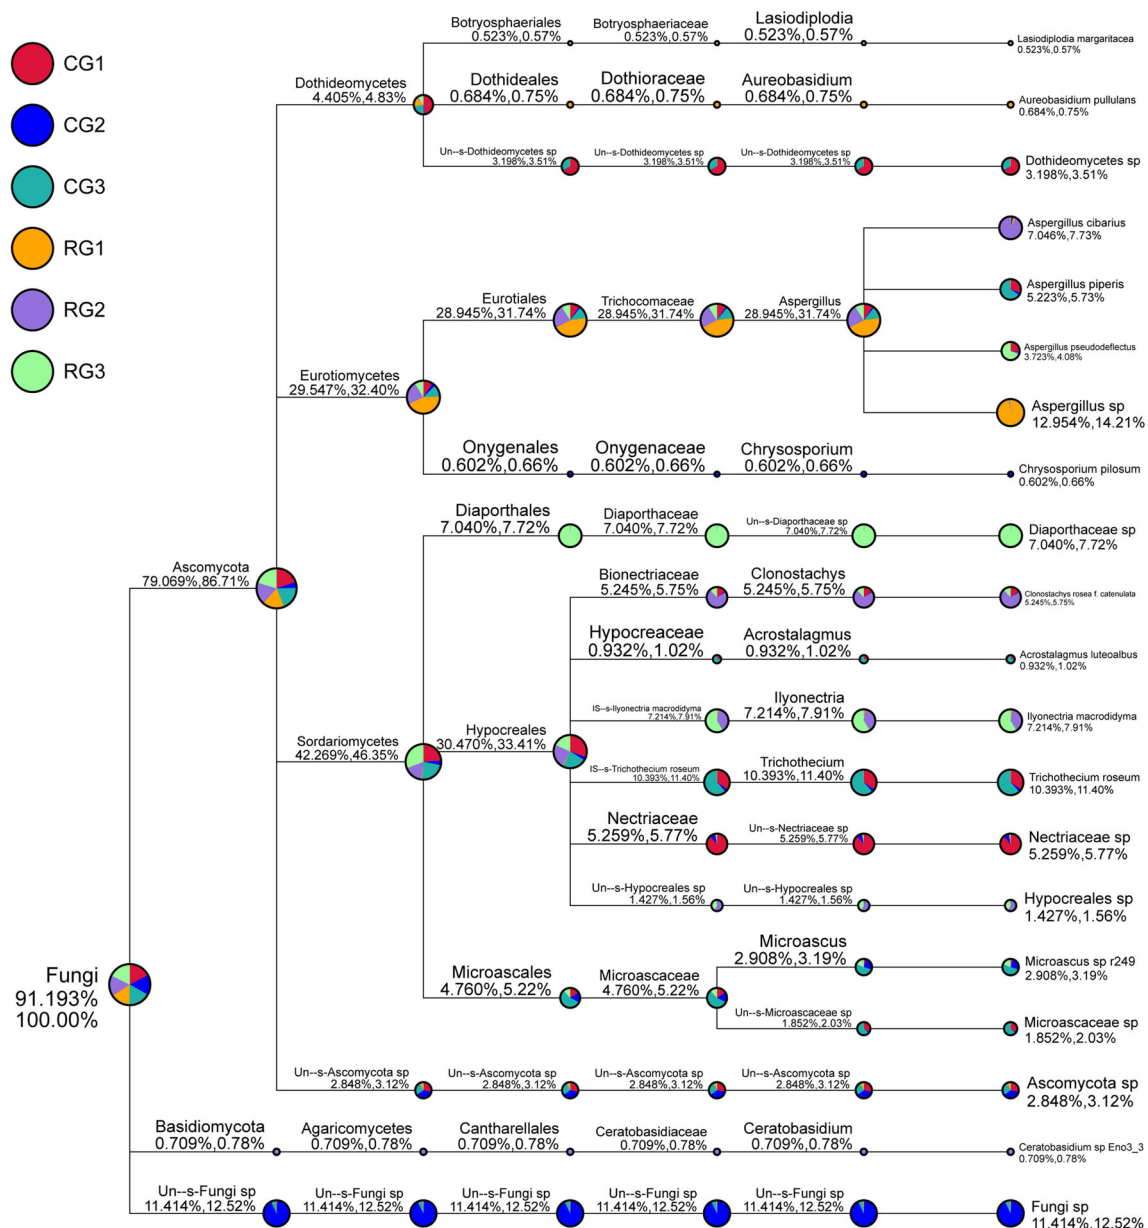 CG1
CG2
CG3
RG1
RG2
RG3
Fungi
91.193%
100.00%
Ascomycota
79.069%,86.71%
Dothideomycetes
4.405%,4.83%
Botryosphaeriales
0.523%,0.57%
Botryosphaeriaceae
0.523%,0.57%
Lasiodiplodia
0.523%,0.57%
Lasiodiplodia margaritacea
0.523%,0.57%
Dothideales
0.684%,0.75%
Dothioraceae
0.684%,0.75%
Aureobasidium
0.684%,0.75%
Aureobasidium pullulans
0.684%,0.75%
Un--s-Dothideomycetes sp
3.198%,3.51%
Un--s-Dothideomycetes sp
3.198%,3.51%
Un--s-Dothideomycetes sp
3.198%,3.51%
Dothideomycetes sp
3.198%,3.51%
Eurotiomycetes
29.547%,32.40%
Eurotiales
28.945%,31.74%
Trichocomaceae
28.945%,31.74%
Aspergillus
28.945%,31.74%
Aspergillus cibarius
7.046%,7.73%
Aspergillus piperis
5.223%,5.73%
Aspergillus pseudodeflectus
3.723%,4.08%
Aspergillus sp
12.954%,14.21%
Onygenales
0.602%,0.66%
Onygenaceae
0.602%,0.66%
Chrysosporium
0.602%,0.66%
Chrysosporium pilosum
0.602%,0.66%
Sordariomycetes
42.269%,46.35%
Diaporthales
7.040%,7.72%
Diaporthaceae
7.040%,7.72%
Un--s-Diaporthaceae sp
7.040%,7.72%
Diaporthaceae sp
7.040%,7.72%
Hypocreales
30.470%,33.41%
Bionectriaceae
5.245%,5.75%
Clonostachys
5.245%,5.75%
Clonostachys rosea f. catenulata
5.245%,5.75%
Hypocreaceae
0.932%,1.02%
Acrostalagmus
0.932%,1.02%
Acrostalagmus luteoalbus
0.932%,1.02%
IS--s-Ilyonectria macrodidyma
7.214%,7.91%
Ilyonectria
7.214%,7.91%
Ilyonectria macrodidyma
7.214%,7.91%
IS--s-Trichothecium roseum
10.393%,11.40%
Trichothecium
10.393%,11.40%
Trichothecium roseum
10.393%,11.40%
Nectriaceae
5.259%,5.77%
Un--s-Nectriaceae sp
5.259%,5.77%
Nectriaceae sp
5.259%,5.77%
Un--s-Hypocreales sp
1.427%,1.56%
Un--s-Hypocreales sp
1.427%,1.56%
Hypocreales sp
1.427%,1.56%
Microascales
4.760%,5.22%
Microascaceae
4.760%,5.22%
Microascus
2.908%,3.19%
Microascus sp r249
2.908%,3.19%
Un--s-Microascaceae sp
1.852%,2.03%
Microascaceae sp
1.852%,2.03%
Un--s-Ascomycota sp
2.848%,3.12%
Un--s-Ascomycota sp
2.848%,3.12%
Un--s-Ascomycota sp
2.848%,3.12%
Un--s-Ascomycota sp
2.848%,3.12%
Ascomycota sp
2.848%,3.12%
Basidiomycota
0.709%,0.78%
Agaricomycetes
0.709%,0.78%
Cantharellales
0.709%,0.78%
Ceratobasidiaceae
0.709%,0.78%
Ceratobasidium
0.709%,0.78%
Ceratobasidium sp Eno3_3
0.709%,0.78%
Un--s-Fungi sp
11.414%,12.52%
Un--s-Fungi sp
11.414%,12.52%
Un--s-Fungi sp
11.414%,12.52%
Un--s-Fungi sp
11.414%,12.52%
Un--s-Fungi sp
11.414%,12.52%
Fungi sp
11.414%,12.52%